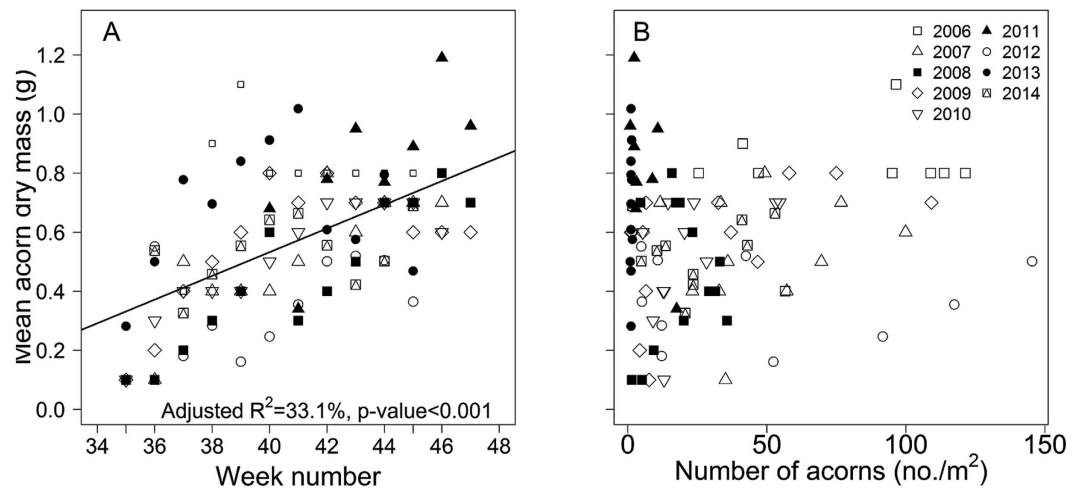 A
Mean acorn dry mass (g)
1.2
1.0
0.8
0.6
0.4
0.2
0.0
Adjusted R²=33.1%, p-value<0.001
34 36 38 40 42 44 46 48
Week number
B
2006 2011
2007 2012
2008 2013
2009 2014
2010
0 50 100 150
Number of acorns (no./m²)